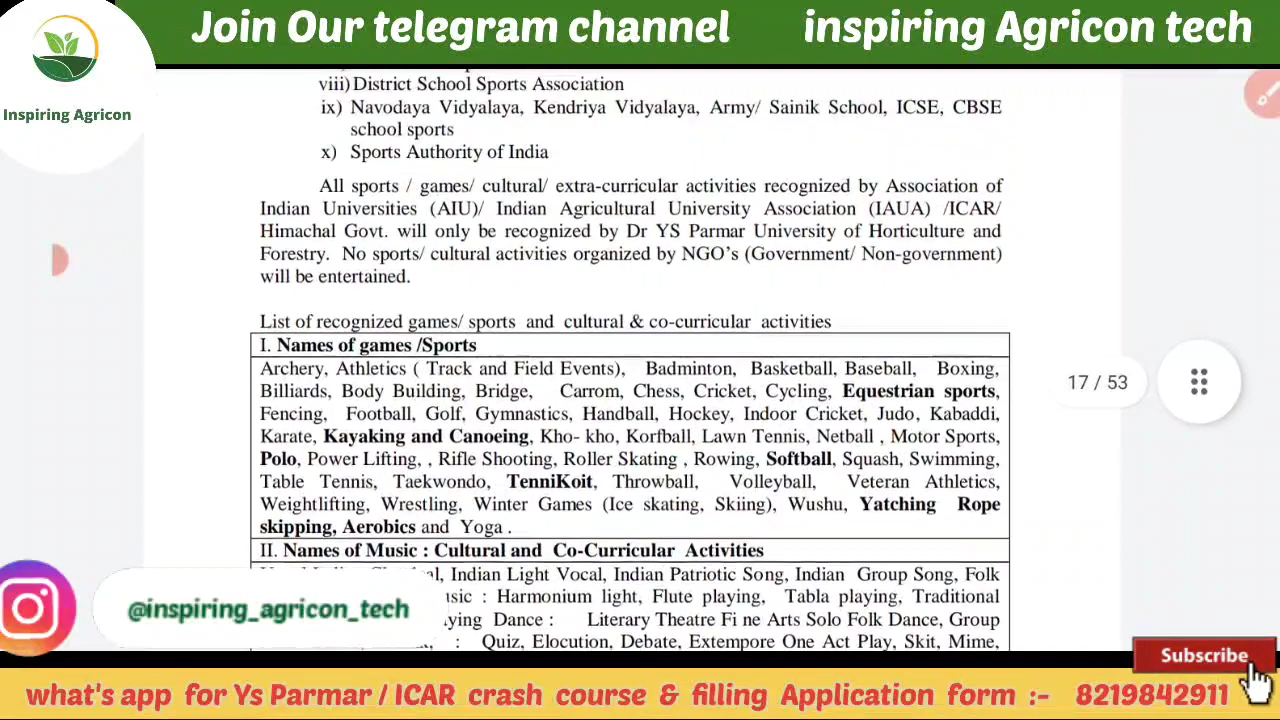 Join Our telegram channel inspiring Agricon tech
Inspiring Agricon
viii) District School Sports Association
ix) Navodaya Vidyalaya, Kendriya Vidyalaya, Army/ Sainik School, ICSE, CBSE
school sports
x) Sports Authority of India
All sports / games/ cultural/ extra-curricular activities recognized by Association of
Indian Universities (AIU)/ Indian Agricultural University Association (IAUA) /ICAR/
Himachal Govt. will only be recognized by Dr YS Parmar University of Horticulture and
Forestry. No sports/ cultural activities organized by NGO's (Government/ Non-government)
will be entertained.
List of recognized games/ sports and cultural & co-curricular activities
I. Names of games /Sports
Archery, Athletics ( Track and Field Events), Badminton, Basketball, Baseball, Boxing,
Billiards, Body Building, Bridge, Carrom, Chess, Cricket, Cycling, Equestrian sports,
Fencing, Football, Golf, Gymnastics, Handball, Hockey, Indoor Cricket, Judo, Kabaddi,
Karate, Kayaking and Canoeing, Kho- kho, Korfball, Lawn Tennis, Netball , Motor Sports,
Polo, Power Lifting, , Rifle Shooting, Roller Skating , Rowing, Softball, Squash, Swimming,
Table Tennis, Taekwondo, TenniKoit, Throwball, Volleyball, Veteran Athletics,
Weightlifting, Wrestling, Winter Games (Ice skating, Skiing), Wushu, Yatching Rope
skipping, Aerobics and Yoga .
17 / 53
II. Names of Music : Cultural and Co-Curricular Activities
Indian Light Vocal, Indian Patriotic Song, Indian Group Song, Folk
: Harmonium light, Flute playing, Tabla playing, Traditional
Dance : Literary Theatre Fi ne Arts Solo Folk Dance, Group
: Quiz, Elocution, Debate, Extempore One Act Play, Skit, Mime,
@inspiring_agricon_tech
Subscribe
what's app for Ys Parmar / ICAR crash course & filling Application form :- 8219842911